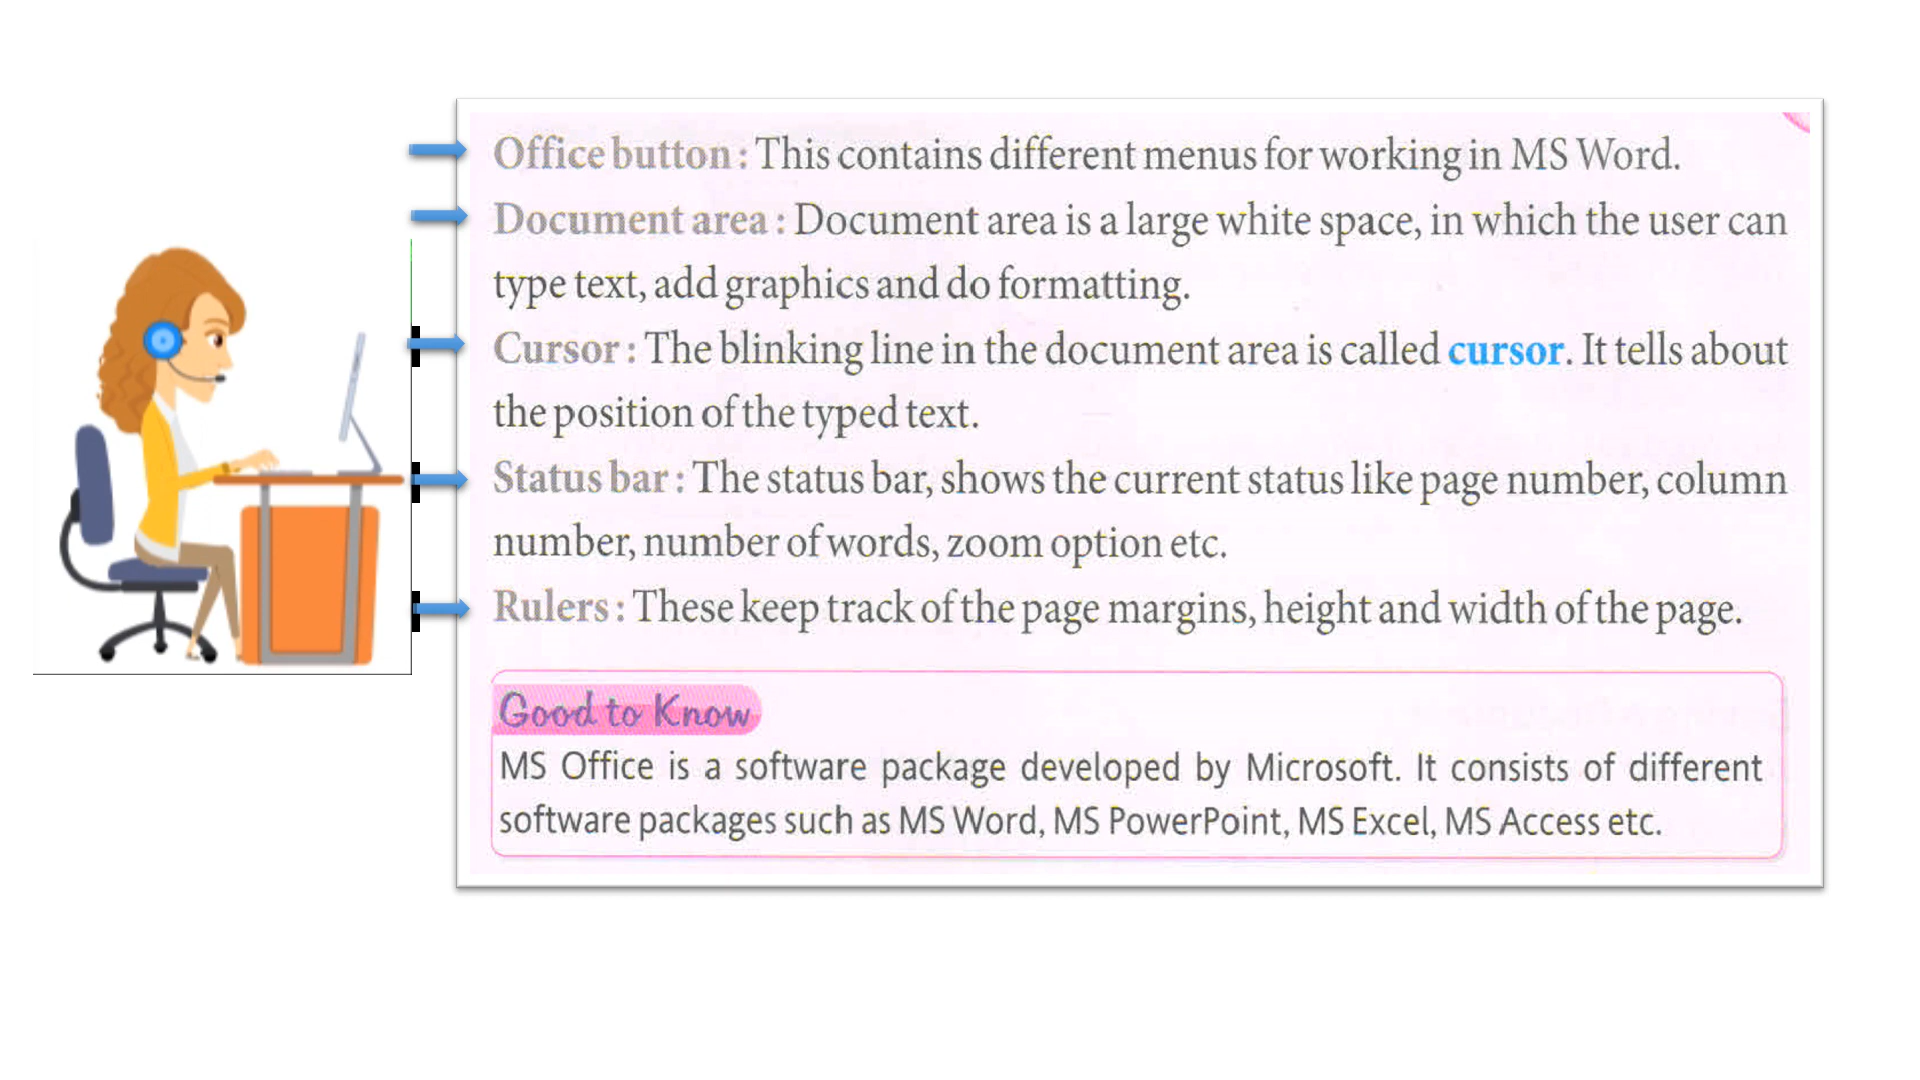 Office button : This contains different menus for working in MS Word.
Document area : Document area is a large white space, in which the user can
type text, add graphics and do formatting.
Cursor : The blinking line in the document area is called cursor. It tells about
the position of the typed text.
Status bar : The status bar, shows the current status like page number, column
number, number of words, zoom option etc.
Rulers : These keep track of the page margins, height and width of the page.
Good to Know
MS Office is a software package developed by Microsoft. It consists of different
software packages such as MS Word, MS PowerPoint, MS Excel, MS Access etc.